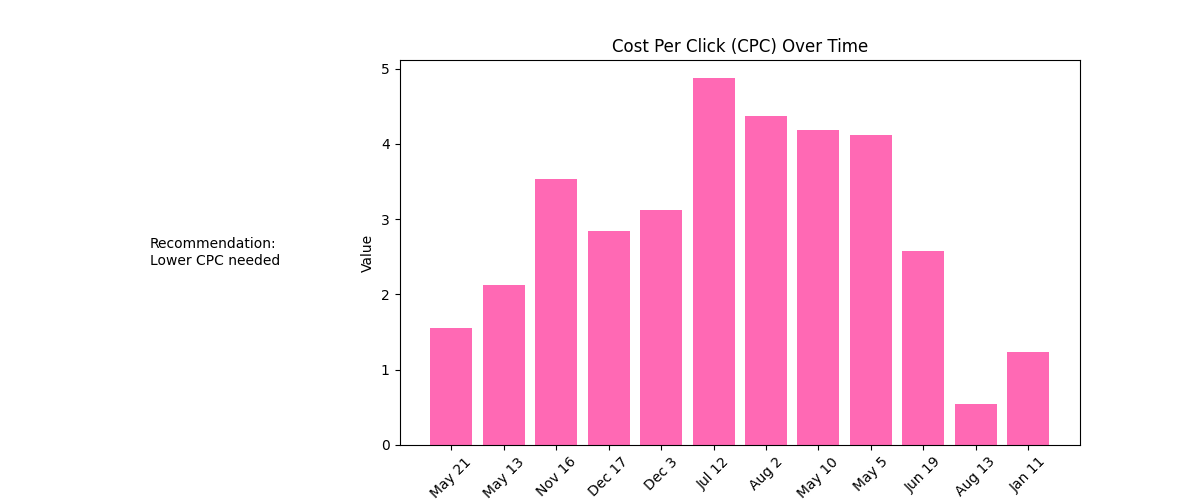 Cost Per Click (CPC) Over Time
Recommendation:
Lower CPC needed
Value
5
4
3
2
1
0
May 21
May 13
Nov 16
Dec 17
Dec 3
Jul 12
Aug 2
May 10
May 5
Jun 19
Aug 13
Jan 11